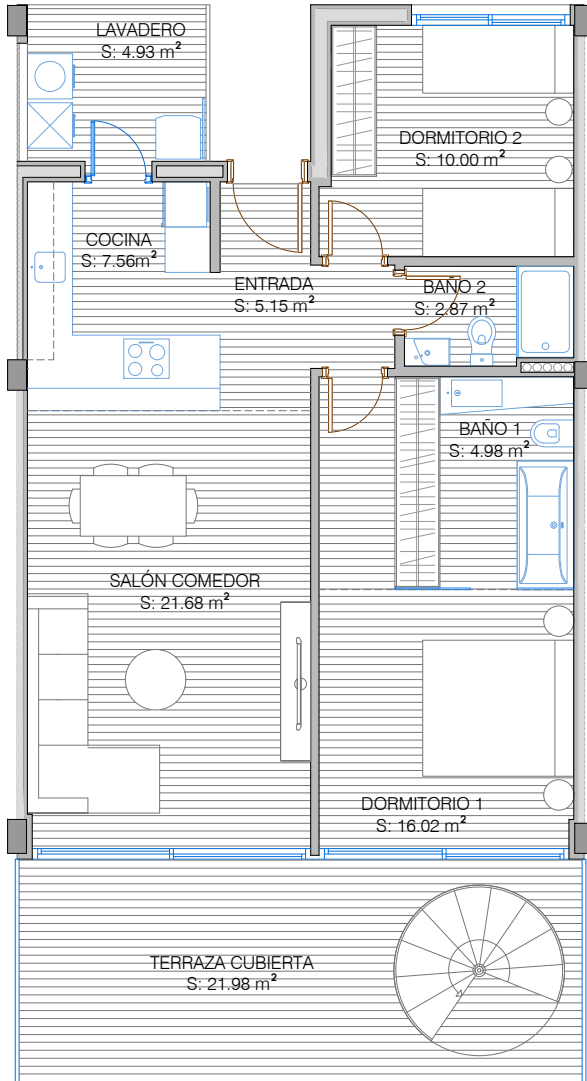 LAVADERO
S: 4.93 m²
DORMITORIO 2
S: 10.00 m²
COCINA
S: 7.56m²
ENTRADA
S: 5.15 m²
BAÑO 2
S: 2.87 m²
BAÑO 1
S: 4.98 m²
SALÓN COMEDOR
S: 21.68 m²
DORMITORIO 1
S: 16.02 m²
TERRAZA CUBIERTA
S: 21.98 m²